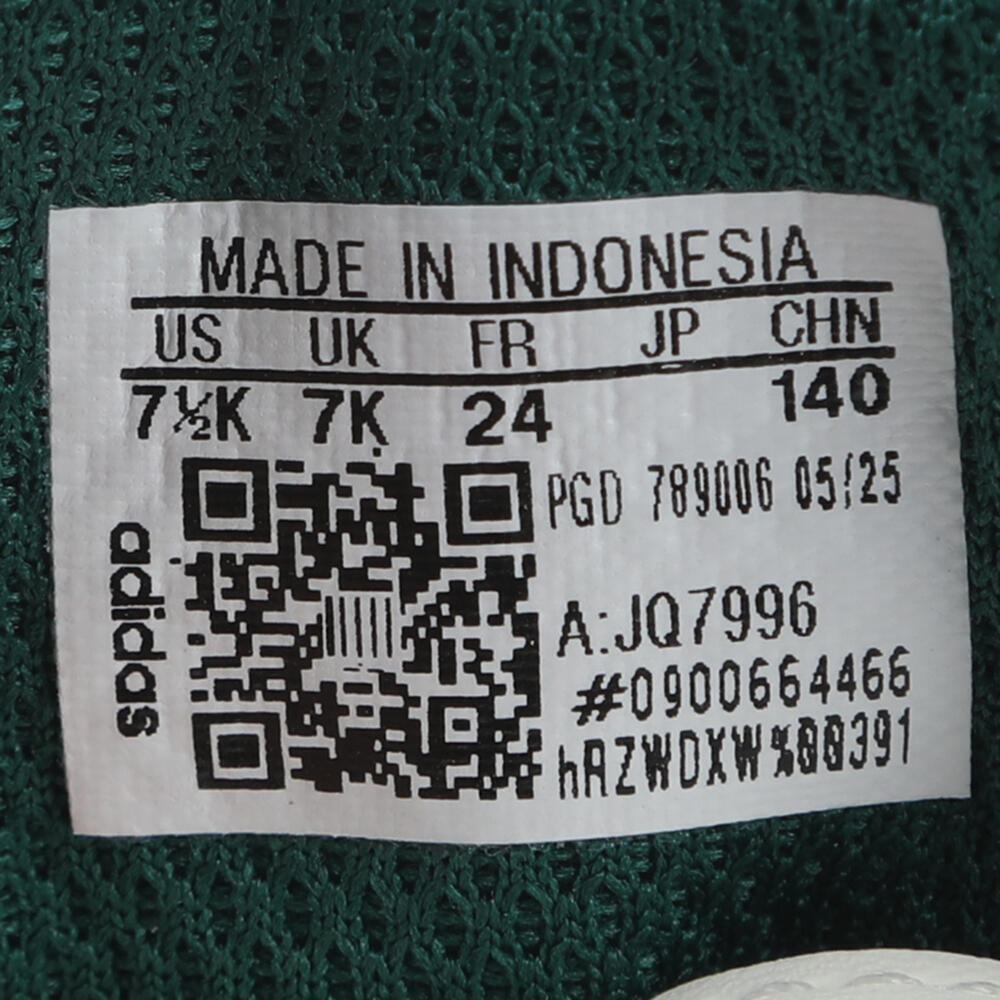 MADE IN INDONESIA
US UK FR JP CHN
7½K 7K 24 140
PGD 789006 05/25
adidas
A:JQ7996
#0900664466